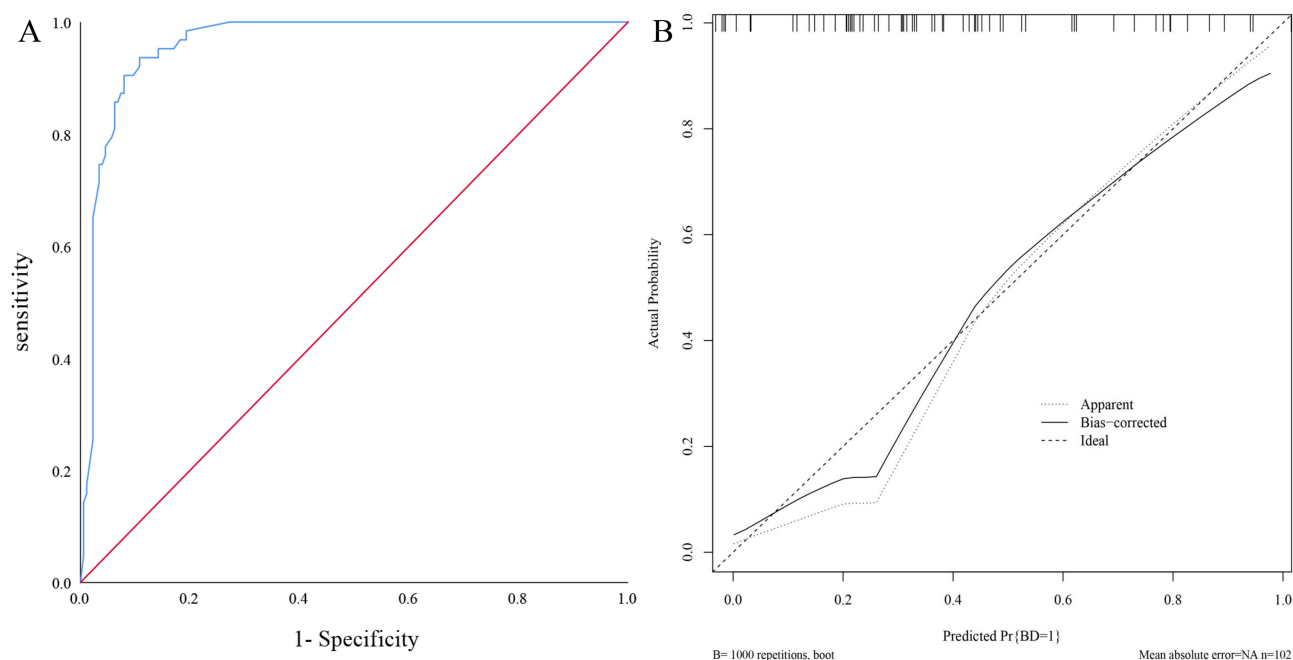 A
1.0
0.8
0.6
0.4
0.2
0.0
sensitivity
0.0
0.2
0.4
0.6
0.8
1.0
1- Specificity
B
1.0
0.8
0.6
0.4
0.2
0.0
Actual Probability
Apparent
Bias-corrected
Ideal
0.0
0.2
0.4
0.6
0.8
1.0
Predicted Pr{BD=1}
B= 1000 repetitions, boot
Mean absolute error=NA n=102